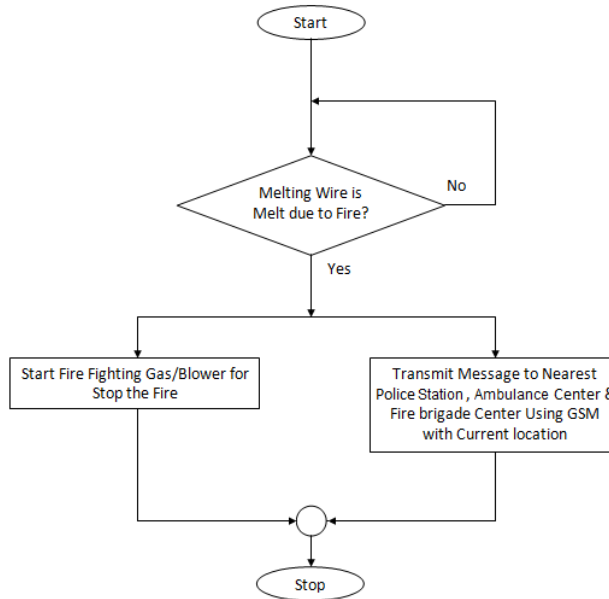 Start
Melting Wire is
Melt due to Fire?
No
Yes
Start Fire Fighting Gas/Blower for
Stop the Fire
Transmit Message to Nearest
Police Station , Ambulance Center &
Fire brigade Center Using GSM
with Current location
Stop